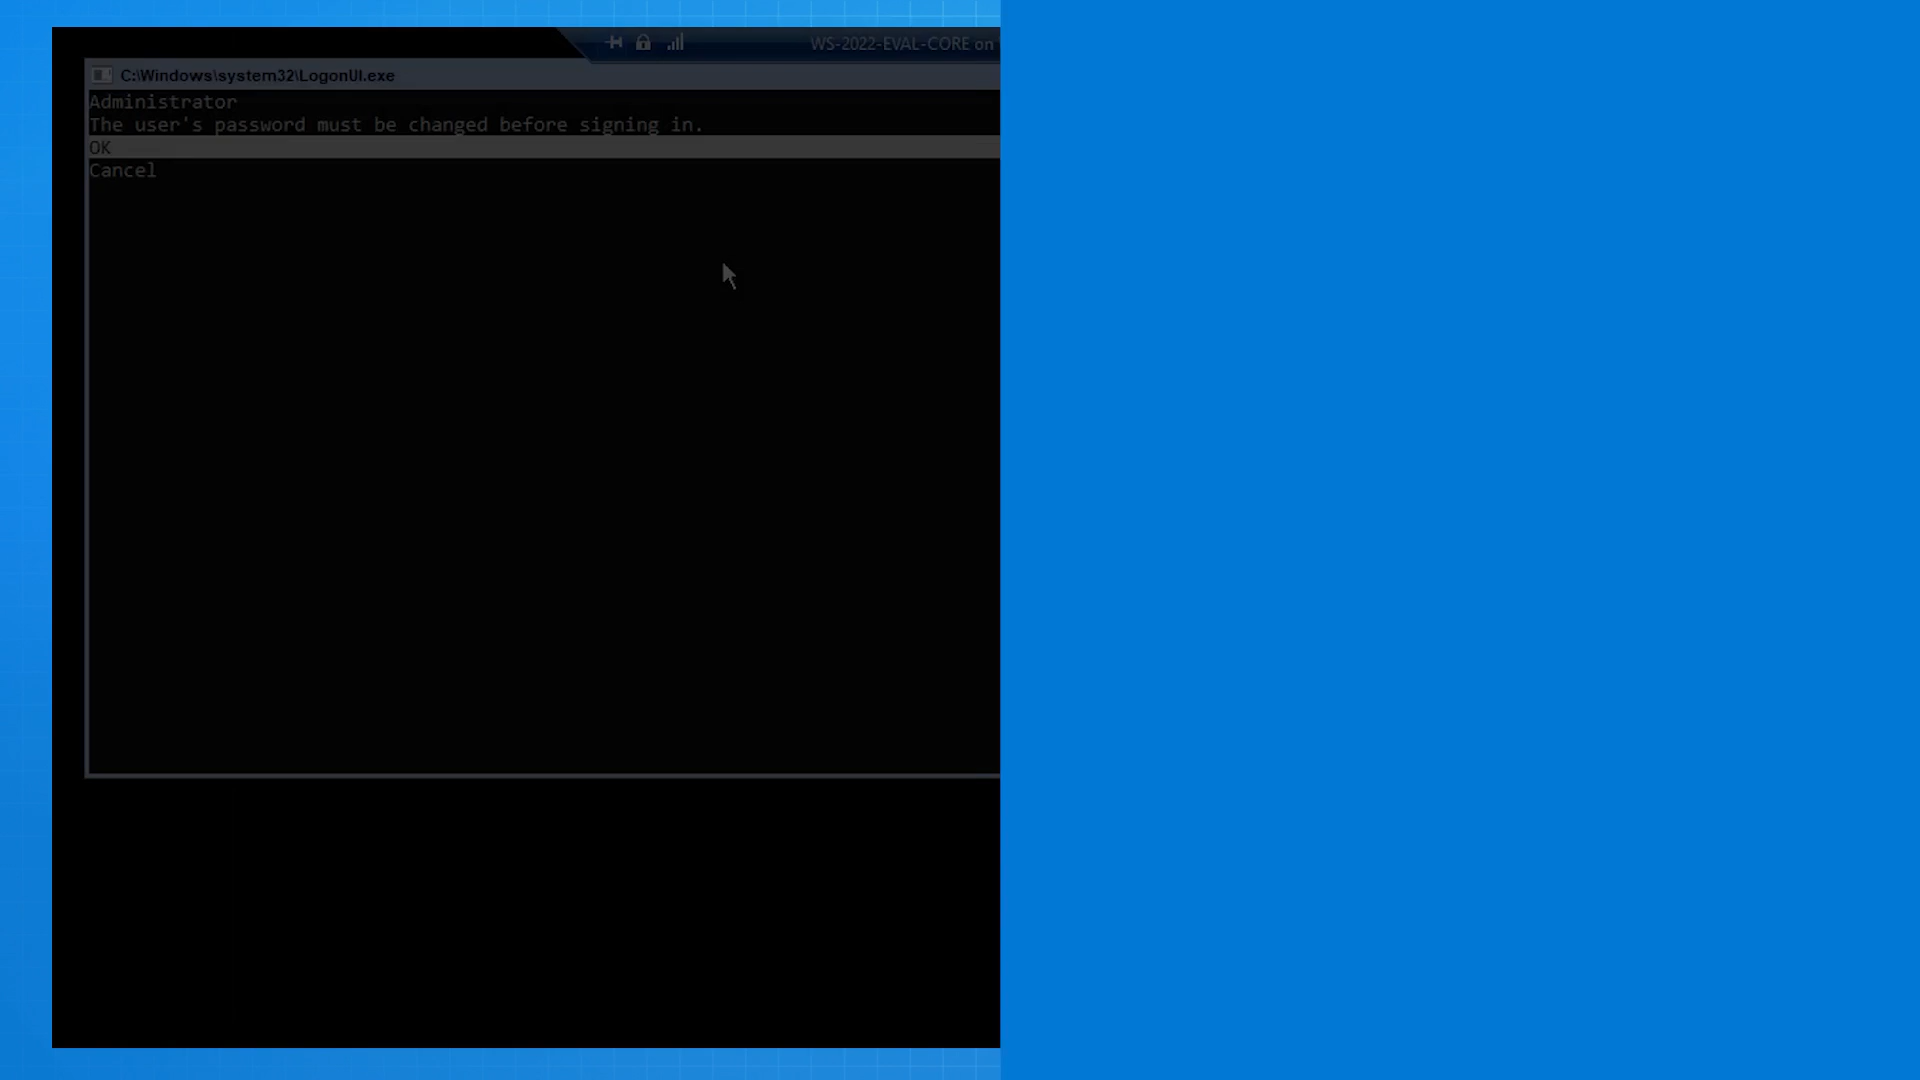 WS-2022-EVAL-CORE on
C:\Windows\system32\LogonUI.exe
Administrator
The user's password must be changed before signing in.
OK
Cancel